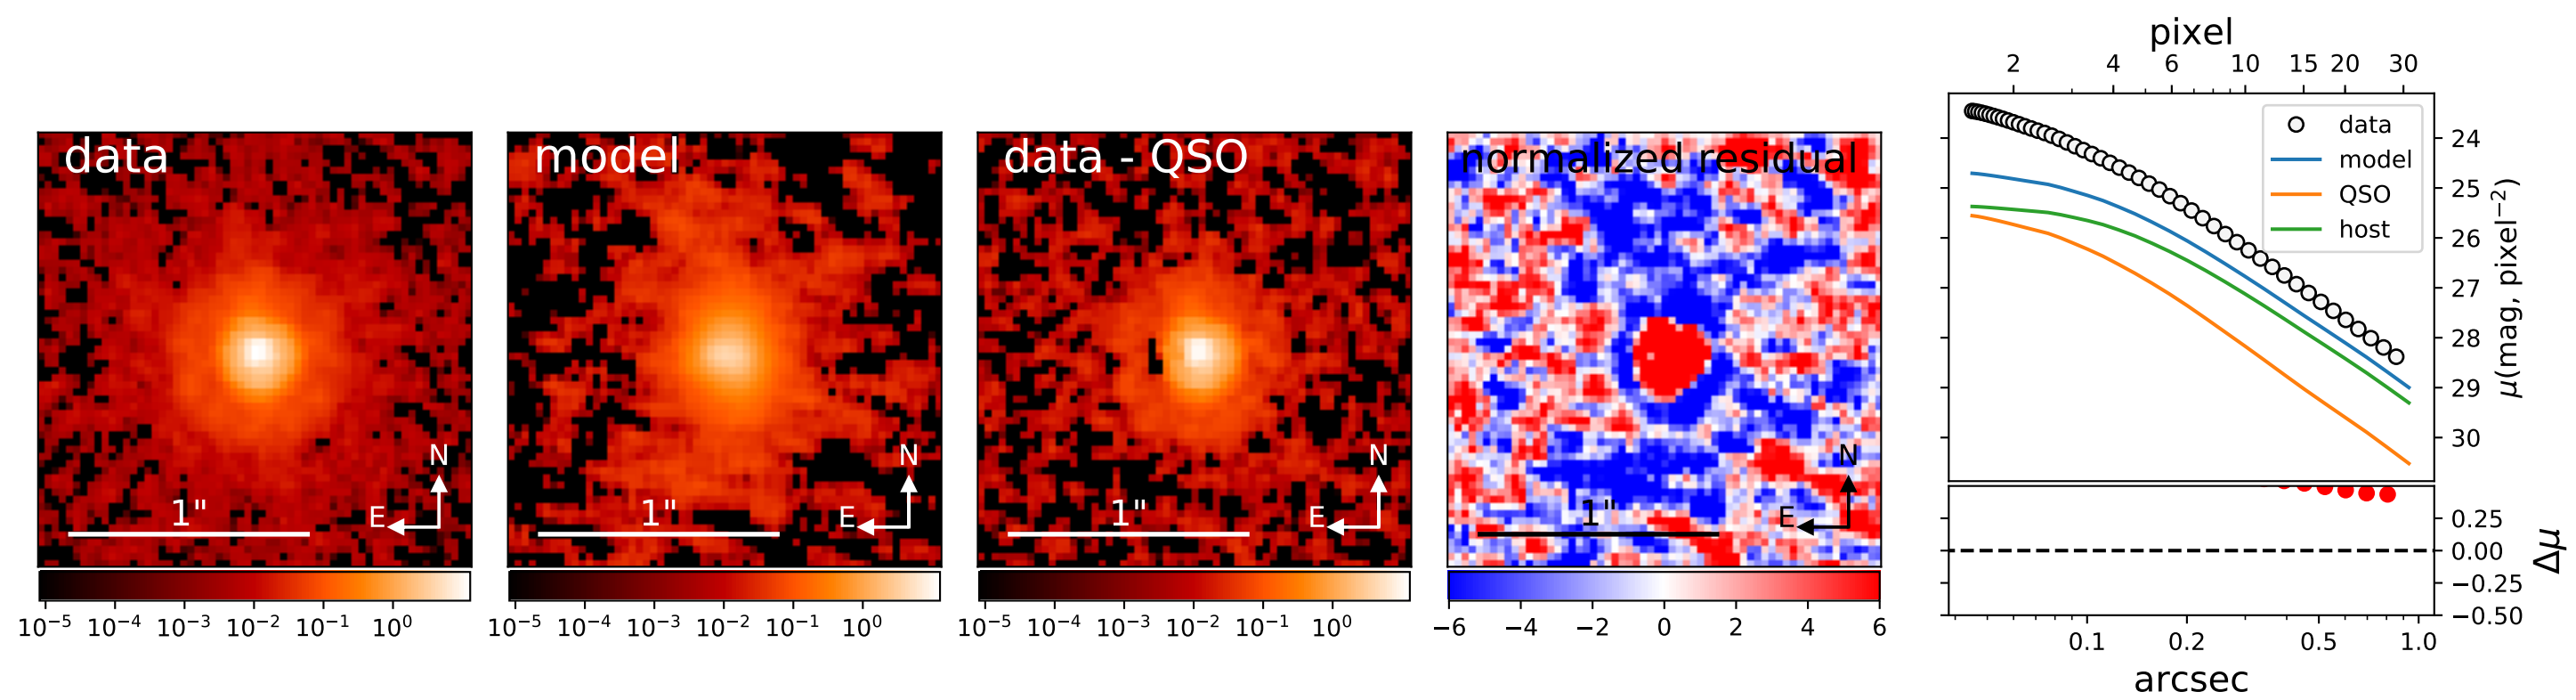 data
1"
N
E
10⁻⁵ 10⁻⁴ 10⁻³ 10⁻² 10⁻¹ 10⁰
model
1"
N
E
10⁻⁵ 10⁻⁴ 10⁻³ 10⁻² 10⁻¹ 10⁰
data - QSO
1"
N
E
10⁻⁵ 10⁻⁴ 10⁻³ 10⁻² 10⁻¹ 10⁰
normalized residual
1"
N
E
−6 −4 −2 0 2 4 6
pixel
2 4 6 10 15 20 30
data
model
QSO
host
24
25
26
27
28
29
30
μ(mag, pixel⁻²)
0.25
0.00
−0.25
−0.50
Δμ
0.1 0.2 0.5 1.0
arcsec